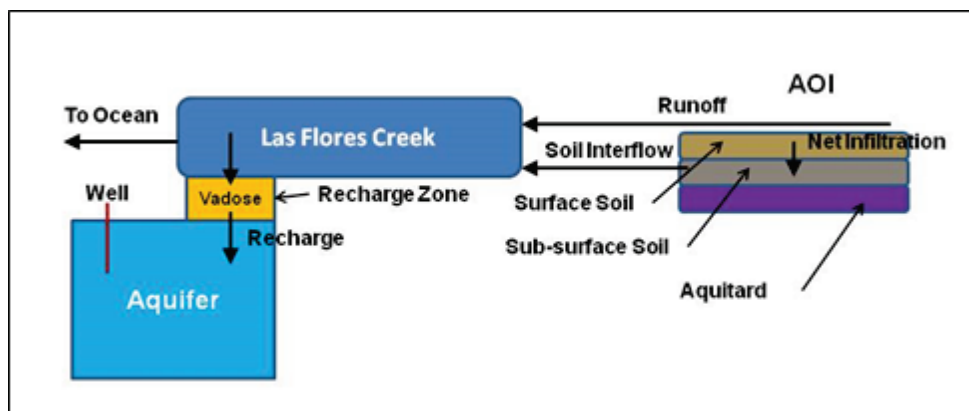 AOI
Runoff
To Ocean
Las Flores Creek
Soil Interflow
Net Infiltration
Well
Vadose
Recharge Zone
Surface Soil
Recharge
Sub-surface Soil
Aquifer
Aquitard